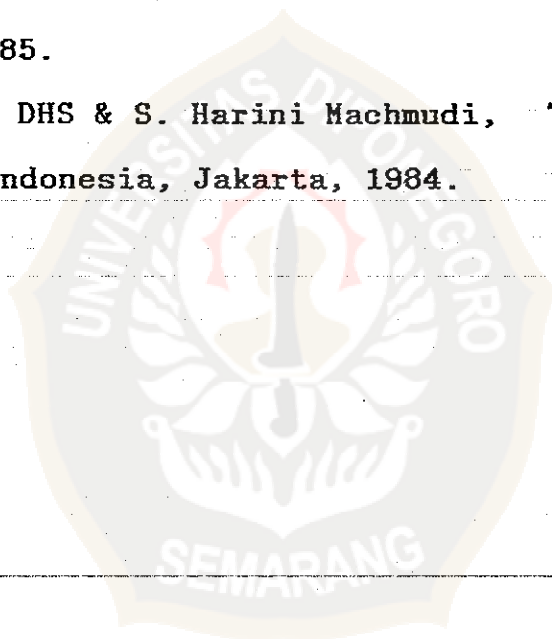 85.
DHS & S. Harini Machmudi, "
ndonesia, Jakarta, 1984.
UNIVERSITAS DIPONEGORO
SEMARANG